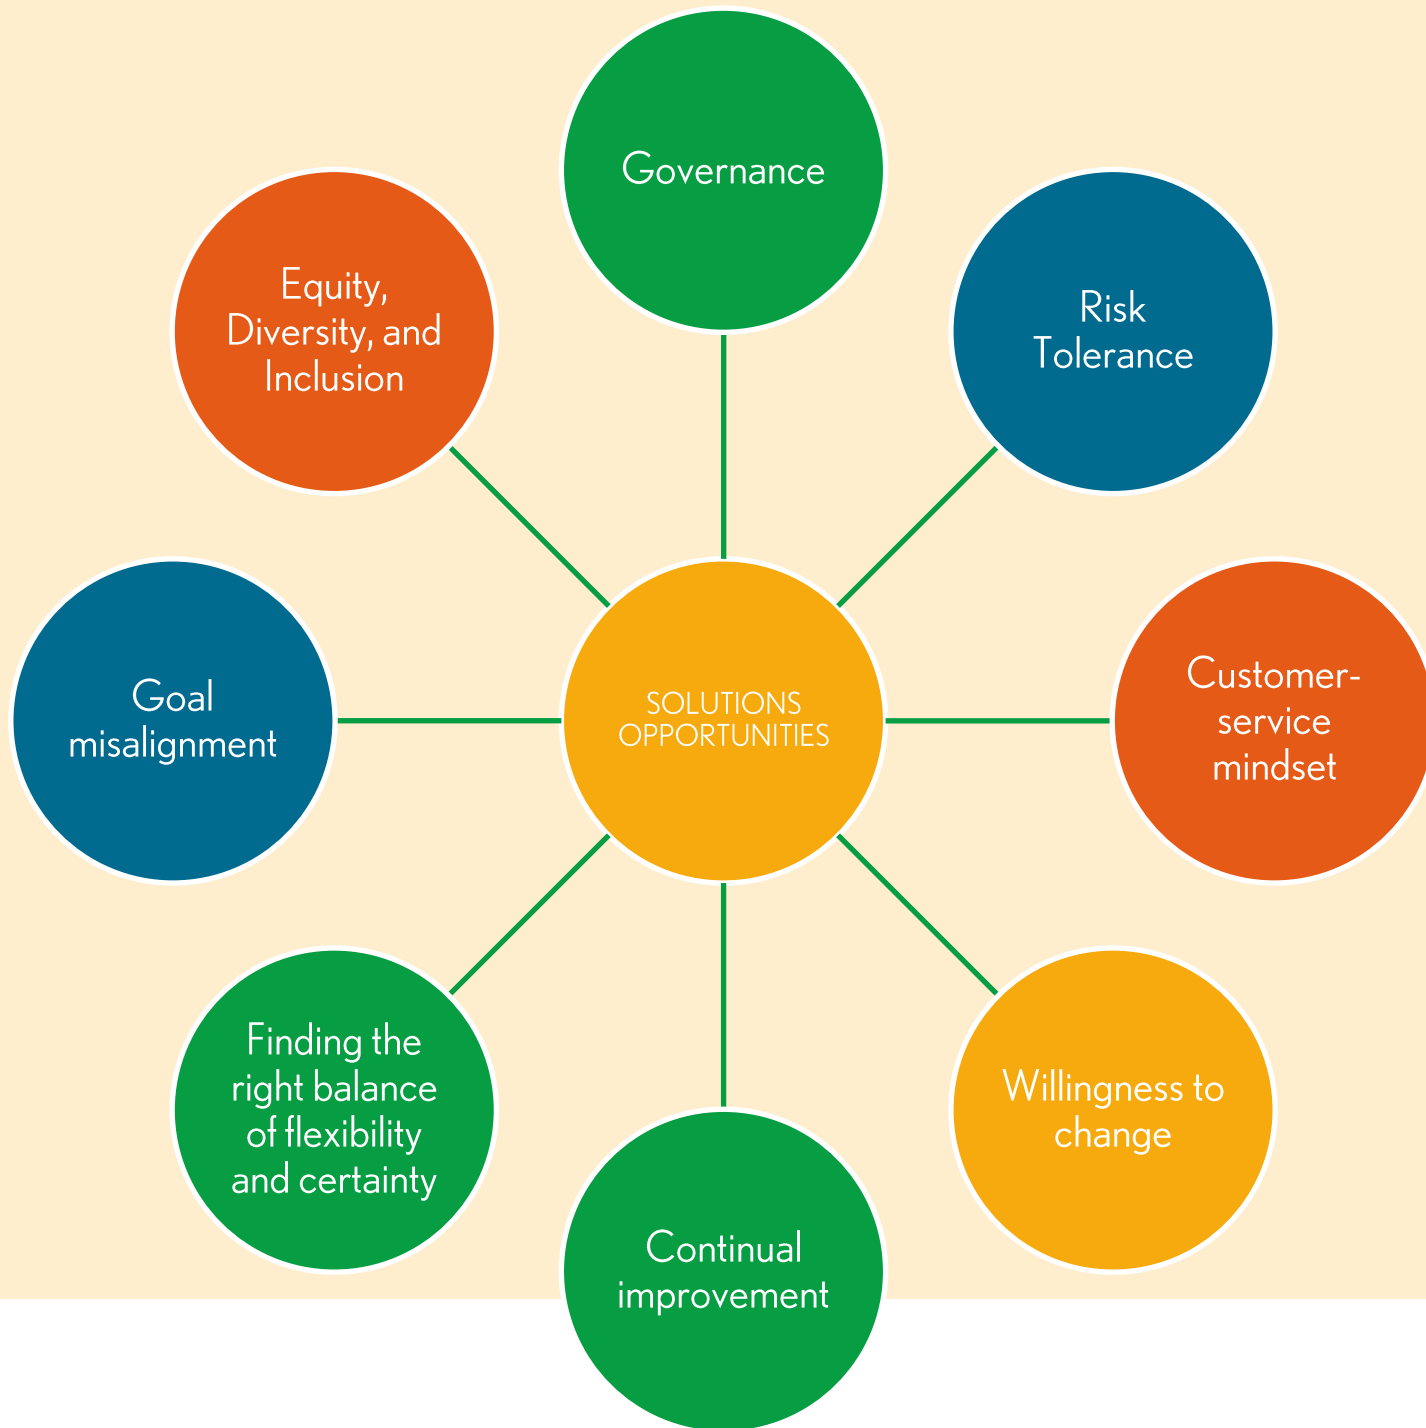 Governance
Equity,
Diversity, and
Inclusion
Risk
Tolerance
Goal
misalignment
SOLUTIONS
OPPORTUNITIES
Customer-
service
mindset
Finding the
right balance
of flexibility
and certainty
Willingness to
change
Continual
improvement